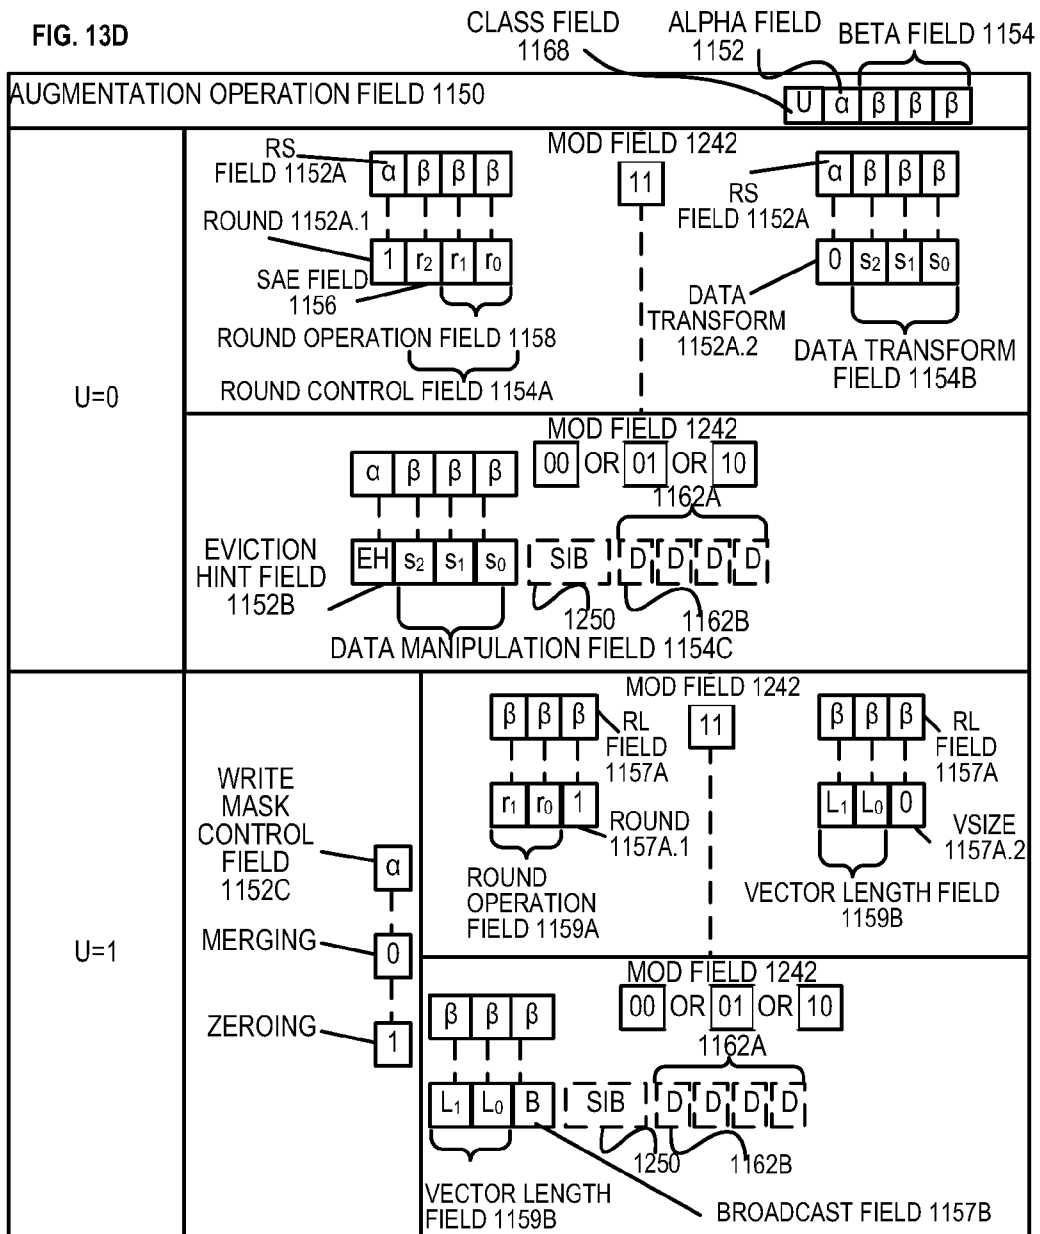 FIG. 13D
CLASS FIELD
1168
ALPHA FIELD
1152
BETA FIELD 1154
AUGMENTATION OPERATION FIELD 1150
U α β β β
U=0
MOD FIELD 1242
11
RS
FIELD 1152A
α β β β
ROUND 1152A.1
1 r2 r1 r0
SAE FIELD
1156
ROUND OPERATION FIELD 1158
ROUND CONTROL FIELD 1154A
α β β β
RS
FIELD 1152A
0 s2 s1 s0
DATA
TRANSFORM
1152A.2
DATA TRANSFORM
FIELD 1154B
MOD FIELD 1242
00 OR 01 OR 10
α β β β
1162A
EVICTION
HINT FIELD
1152B
EH s2 s1 s0 SIB D D D D
1250
1162B
DATA MANIPULATION FIELD 1154C
U=1
WRITE
MASK
CONTROL
FIELD
1152C
α
MERGING
0
ZEROING
1
MOD FIELD 1242
11
β β β
RL
FIELD
1157A
r1 r0 1
ROUND
1157A.1
ROUND
OPERATION
FIELD 1159A
β β β
RL
FIELD
1157A
L1 L0 0
VSIZE
1157A.2
VECTOR LENGTH FIELD
1159B
MOD FIELD 1242
00 OR 01 OR 10
β β β
1162A
L1 L0 B SIB D D D D
1250
1162B
VECTOR LENGTH
FIELD 1159B
BROADCAST FIELD 1157B